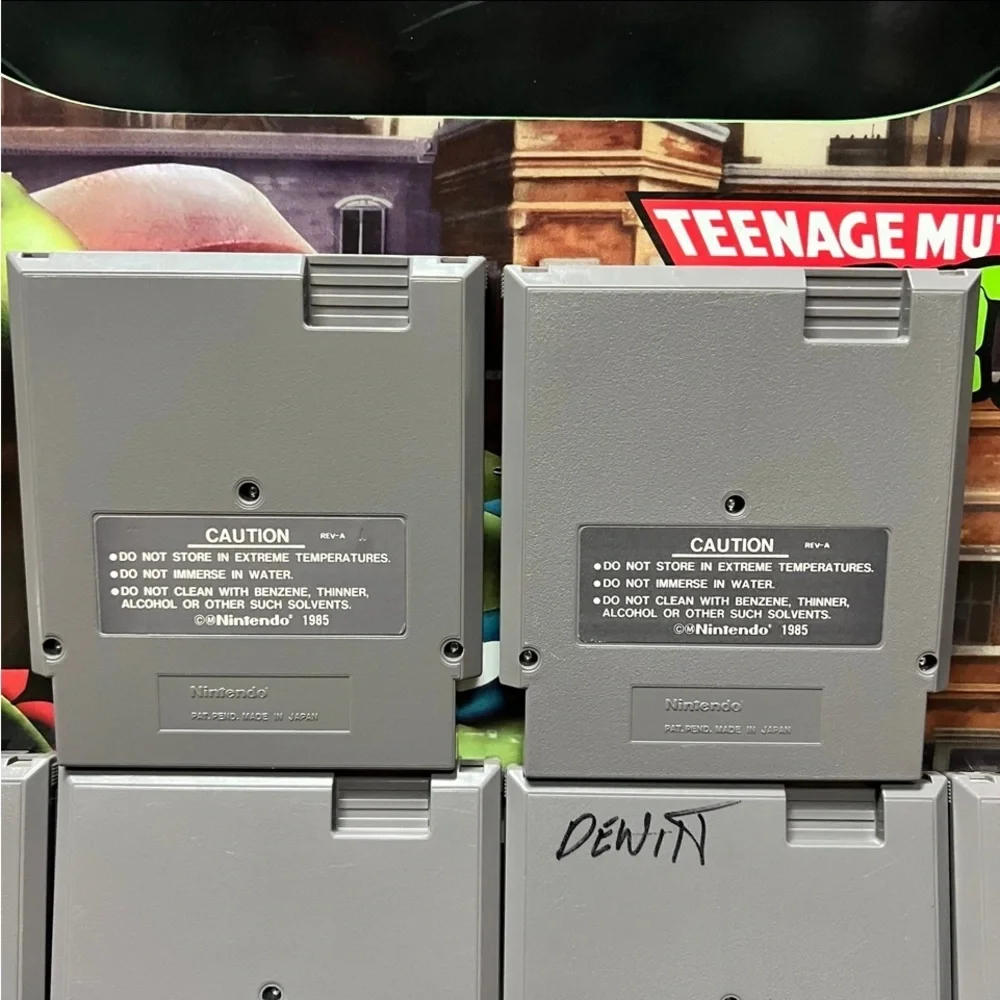 TEENAGE MU
CAUTION REV-A
●DO NOT STORE IN EXTREME TEMPERATURES.
●DO NOT IMMERSE IN WATER.
●DO NOT CLEAN WITH BENZENE, THINNER,
ALCOHOL OR OTHER SUCH SOLVENTS.
©ⓂNintendo® 1985
Nintendo®
PAT.PEND. MADE IN JAPAN
CAUTION REV-A
●DO NOT STORE IN EXTREME TEMPERATURES.
●DO NOT IMMERSE IN WATER.
●DO NOT CLEAN WITH BENZENE, THINNER,
ALCOHOL OR OTHER SUCH SOLVENTS.
©ⓂNintendo® 1985
Nintendo®
PAT.PEND. MADE IN JAPAN
DEWITT